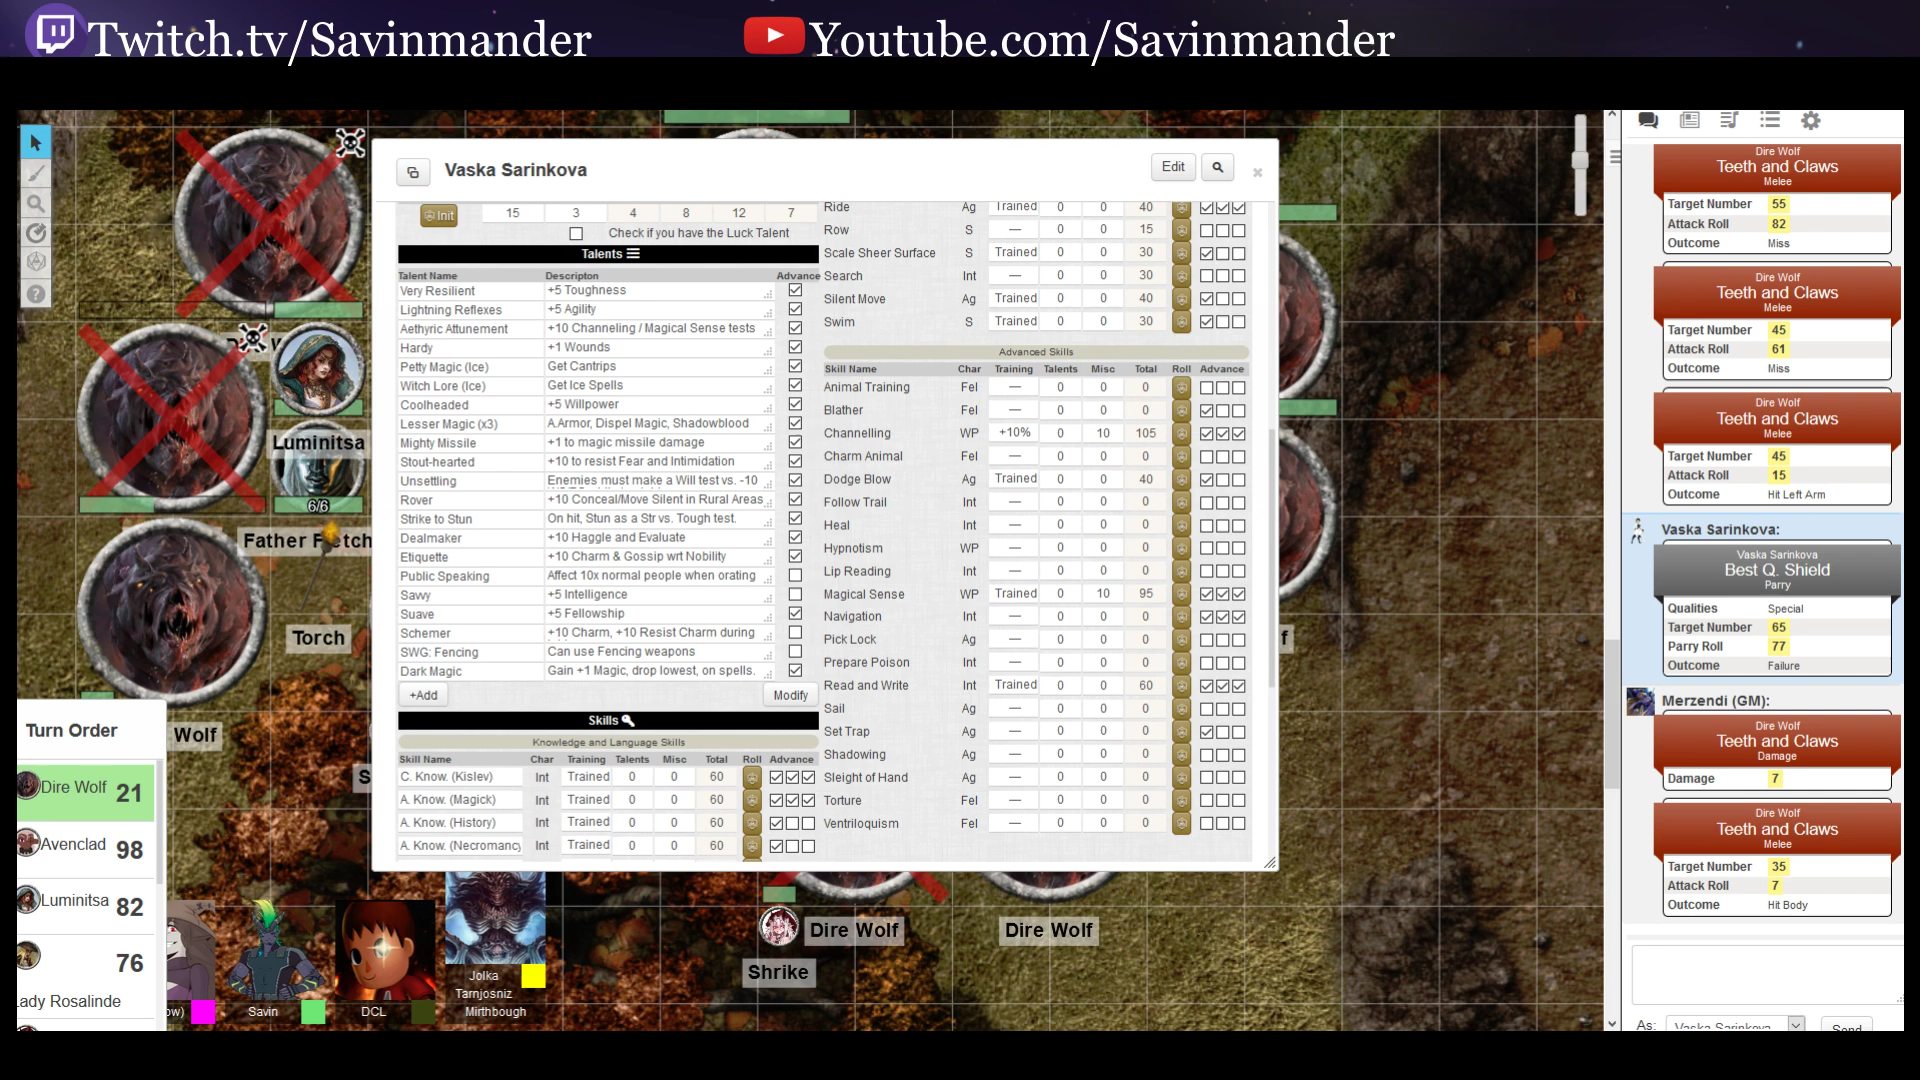 Twitch.tv/Savinmander
Youtube.com/Savinmander
Vaska Sarinkova
Edit
Init 15 3 4 8 12 7
Check if you have the Luck Talent
Talents
Talent Name Descripton Advance
Very Resilient +5 Toughness
Lightning Reflexes +5 Agility
Aethyric Attunement +10 Channeling / Magical Sense tests
Hardy +1 Wounds
Petty Magic (Ice) Get Cantrips
Witch Lore (Ice) Get Ice Spells
Coolheaded +5 Willpower
Lesser Magic (x3) A.Armor, Dispel Magic, Shadowblood
Mighty Missile +1 to magic missile damage
Stout-hearted +10 to resist Fear and Intimidation
Unsettling Enemies must make a Will test vs. -10
Rover +10 Conceal/Move Silent in Rural Areas
Strike to Stun On hit, Stun as a Str vs. Tough test.
Dealmaker +10 Haggle and Evaluate
Etiquette +10 Charm & Gossip wrt Nobility
Public Speaking Affect 10x normal people when orating
Savvy +5 Intelligence
Suave +5 Fellowship
Schemer +10 Charm, +10 Resist Charm during
SWG: Fencing Can use Fencing weapons
Dark Magic Gain +1 Magic, drop lowest, on spells.
+Add Modify
Skills
Knowledge and Language Skills
Skill Name Char Training Talents Misc Total Roll Advance
C. Know. (Kislev) Int Trained 0 0 60
A. Know. (Magick) Int Trained 0 0 60
A. Know. (History) Int Trained 0 0 60
A. Know. (Necromancy Int Trained 0 0 60
Ride Ag Trained 0 0 40
Row S — 0 0 15
Scale Sheer Surface S Trained 0 0 30
Search Int — 0 0 30
Silent Move Ag Trained 0 0 40
Swim S Trained 0 0 30
Advanced Skills
Skill Name Char Training Talents Misc Total Roll Advance
Animal Training Fel — 0 0 0
Blather Fel — 0 0 0
Channelling WP +10% 0 10 105
Charm Animal Fel — 0 0 0
Dodge Blow Ag Trained 0 0 40
Follow Trail Int — 0 0 0
Heal Int — 0 0 0
Hypnotism WP — 0 0 0
Lip Reading Int — 0 0 0
Magical Sense WP Trained 0 10 95
Navigation Int — 0 0 0
Pick Lock Ag — 0 0 0
Prepare Poison Int — 0 0 0
Read and Write Int Trained 0 0 60
Sail Ag — 0 0 0
Set Trap Ag — 0 0 0
Shadowing Ag — 0 0 0
Sleight of Hand Ag — 0 0 0
Torture Fel — 0 0 0
Ventriloquism Fel — 0 0 0
Luminitsa
6/6
Father F etch
Torch
Wolf
Turn Order
Dire Wolf 21
Avenclad 98
Luminitsa 82
76
Lady Rosalinde
Savin
DCL
Jolka
Tarnjosniz
Mirthbough
Dire Wolf
Shrike
Dire Wolf
Dire Wolf
Teeth and Claws
Melee
Target Number 55
Attack Roll 82
Outcome Miss
Dire Wolf
Teeth and Claws
Melee
Target Number 45
Attack Roll 61
Outcome Miss
Dire Wolf
Teeth and Claws
Melee
Target Number 45
Attack Roll 15
Outcome Hit Left Arm
Vaska Sarinkova:
Vaska Sarinkova
Best Q. Shield
Parry
Qualities Special
Target Number 65
Parry Roll 77
Outcome Failure
Merzendi (GM):
Dire Wolf
Teeth and Claws
Damage
Damage 7
Dire Wolf
Teeth and Claws
Melee
Target Number 35
Attack Roll 7
Outcome Hit Body
As: Vaska Sarinkova Send